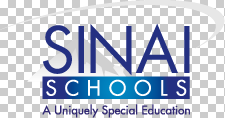 SINAI
SCHOOLS
A Uniquely Special Education